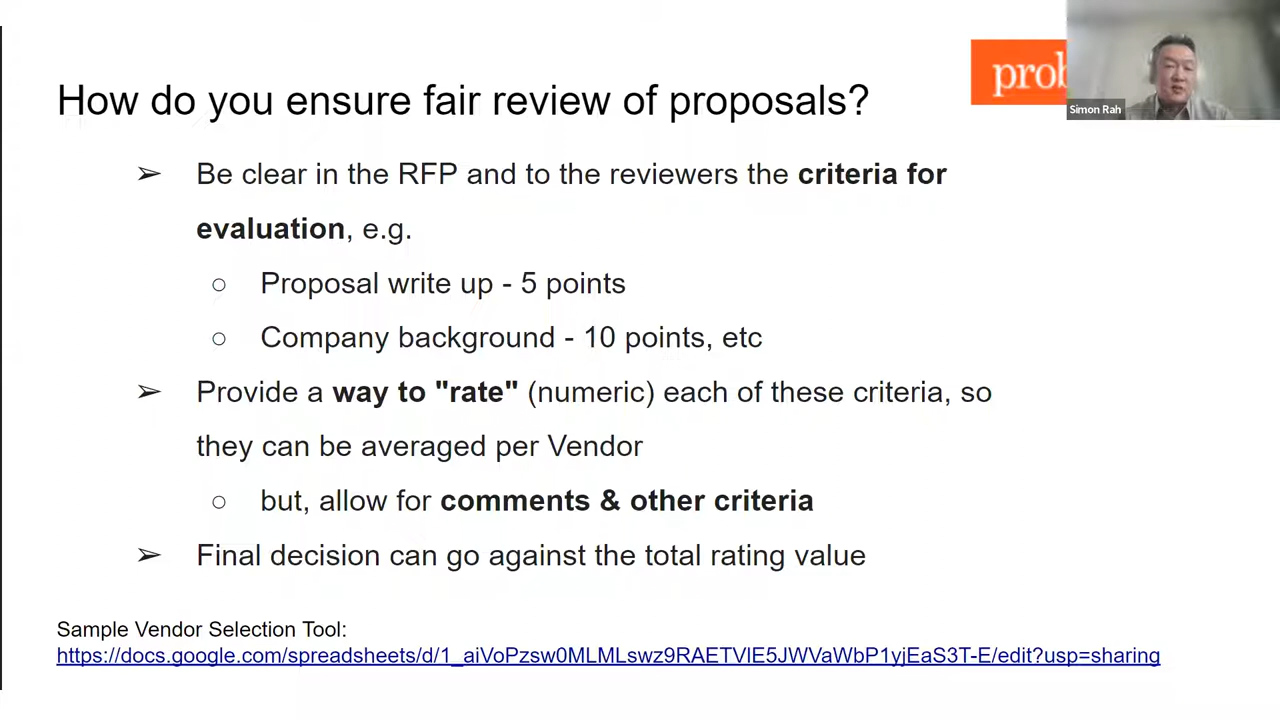 How do you ensure fair review of proposals?
prob
Simon Rah
➢ Be clear in the RFP and to the reviewers the criteria for
evaluation, e.g.
○ Proposal write up - 5 points
○ Company background - 10 points, etc
➢ Provide a way to "rate" (numeric) each of these criteria, so
they can be averaged per Vendor
○ but, allow for comments & other criteria
➢ Final decision can go against the total rating value
Sample Vendor Selection Tool:
https://docs.google.com/spreadsheets/d/1_aiVoPzsw0MLMLswz9RAETVlE5JWVaWbP1yjEaS3T-E/edit?usp=sharing